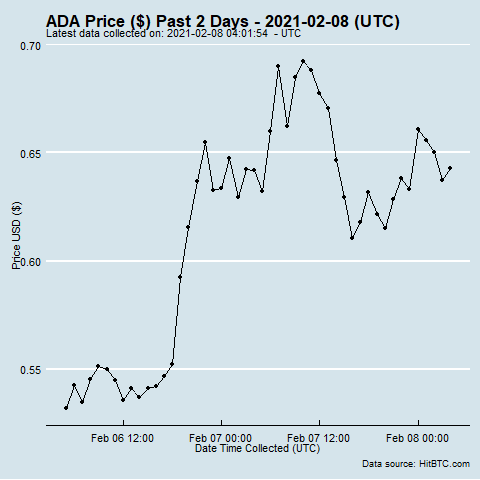 ADA Price ($) Past 2 Days - 2021-02-08 (UTC)
Latest data collected on: 2021-02-08 04:01:54 - UTC
0.70
0.65
0.60
0.55
Price USD ($)
Feb 06 12:00
Feb 07 00:00
Feb 07 12:00
Feb 08 00:00
Date Time Collected (UTC)
Data source: HitBTC.com